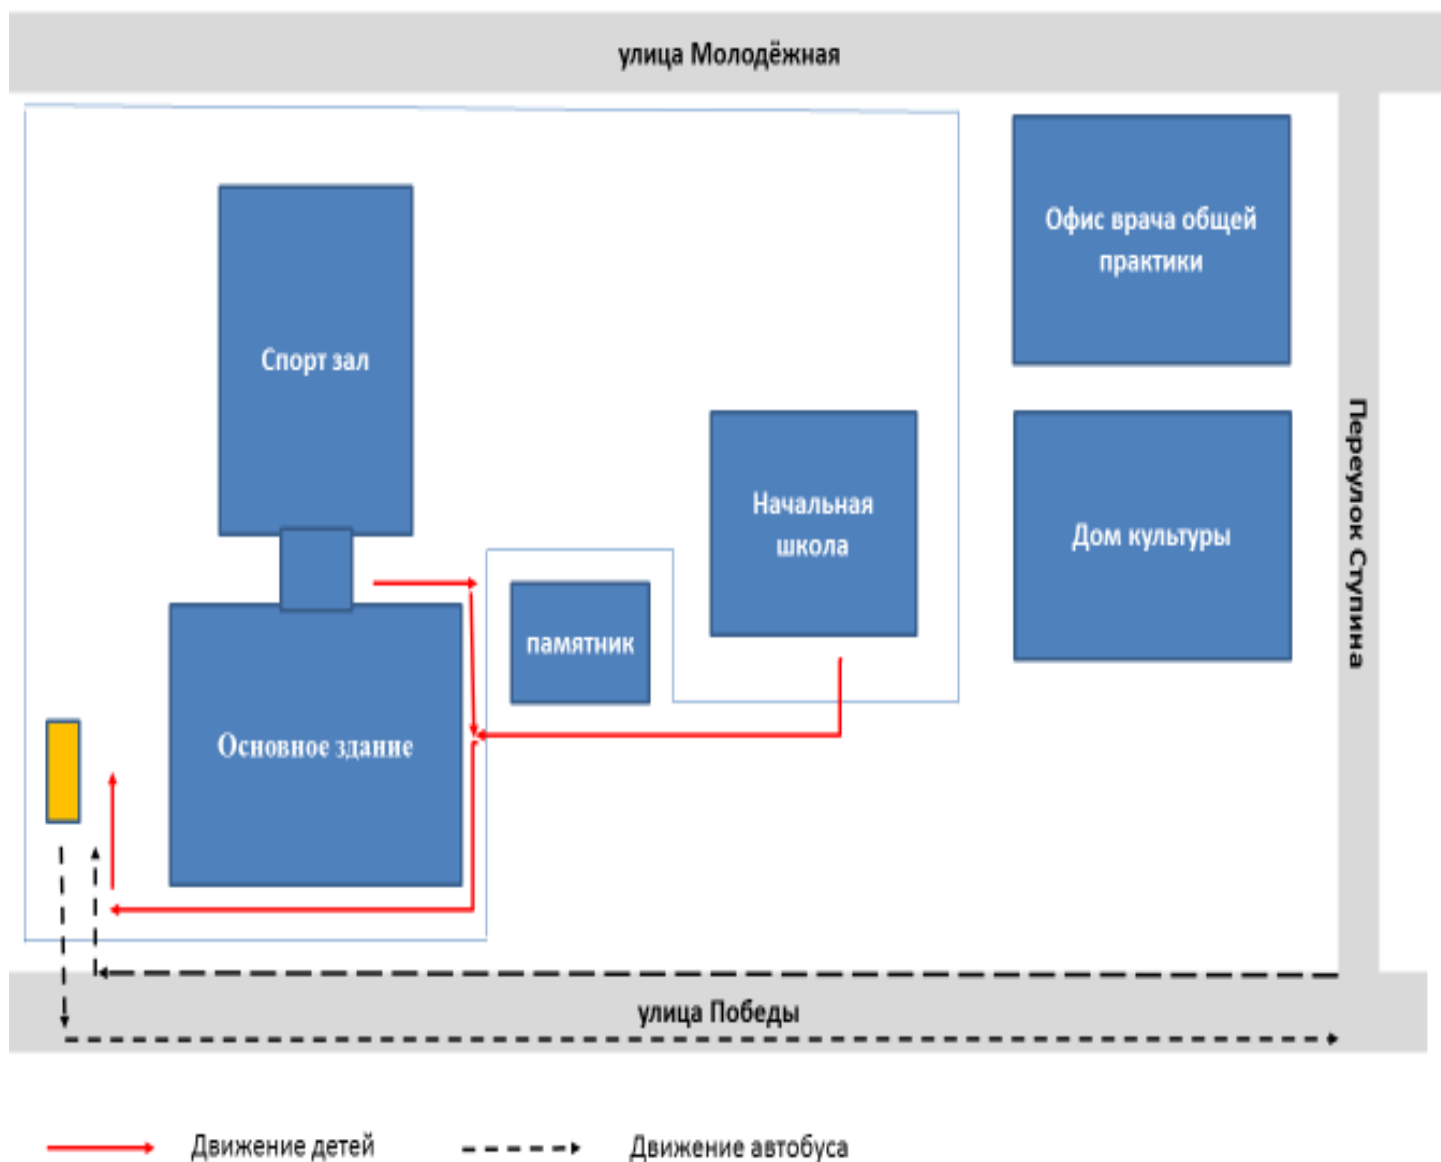 улица Молодёжная
Офис врача общей
практики
Спорт зал
Начальная
школа
Дом культуры
Переулок Ступина
памятник
Основное здание
улица Победы
Движение детей
Движение автобуса